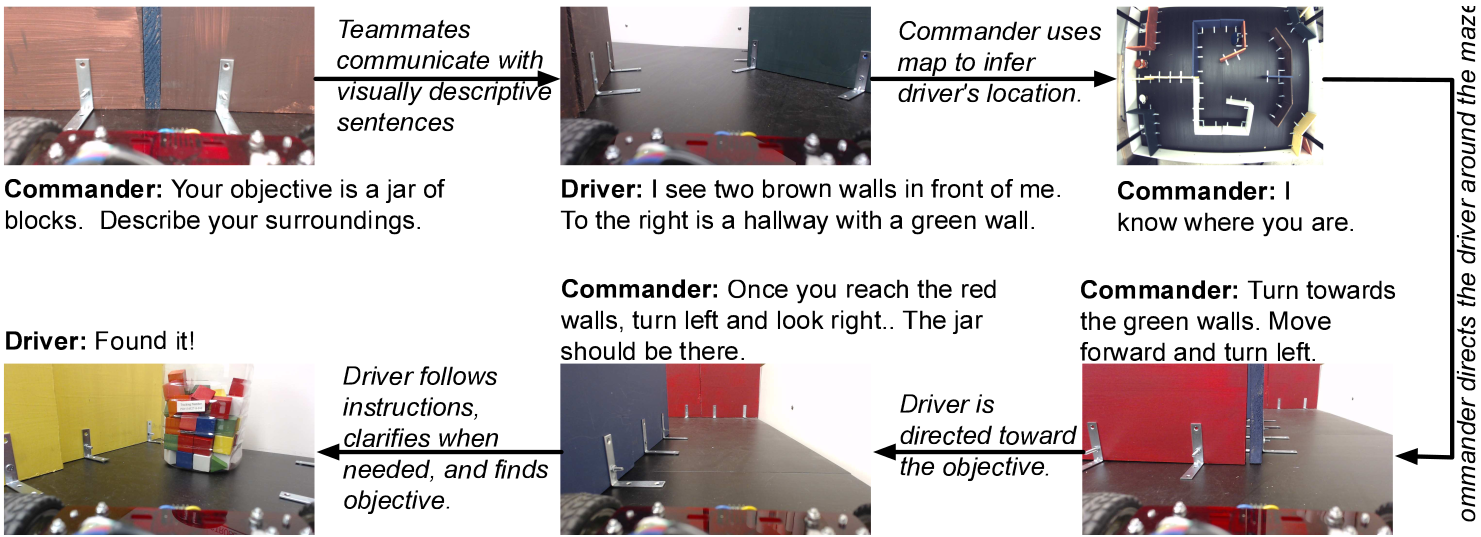 Teammates
communicate with
visually descriptive
sentences
Commander uses
map to infer
driver's location.
Commander: Your objective is a jar of
blocks.  Describe your surroundings.
Driver: I see two brown walls in front of me.
To the right is a hallway with a green wall.
Commander: I
know where you are.
ommander directs the driver around the maze
Commander: Turn towards
the green walls. Move
forward and turn left.
Driver is
directed toward
the objective.
Commander: Once you reach the red
walls, turn left and look right.. The jar
should be there.
Driver follows
instructions,
clarifies when
needed, and finds
objective.
Driver: Found it!